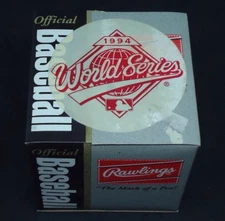 Official
Baseball
1994
World Series
Official
Baseball
Rawlings
"The Mark of a Pro"